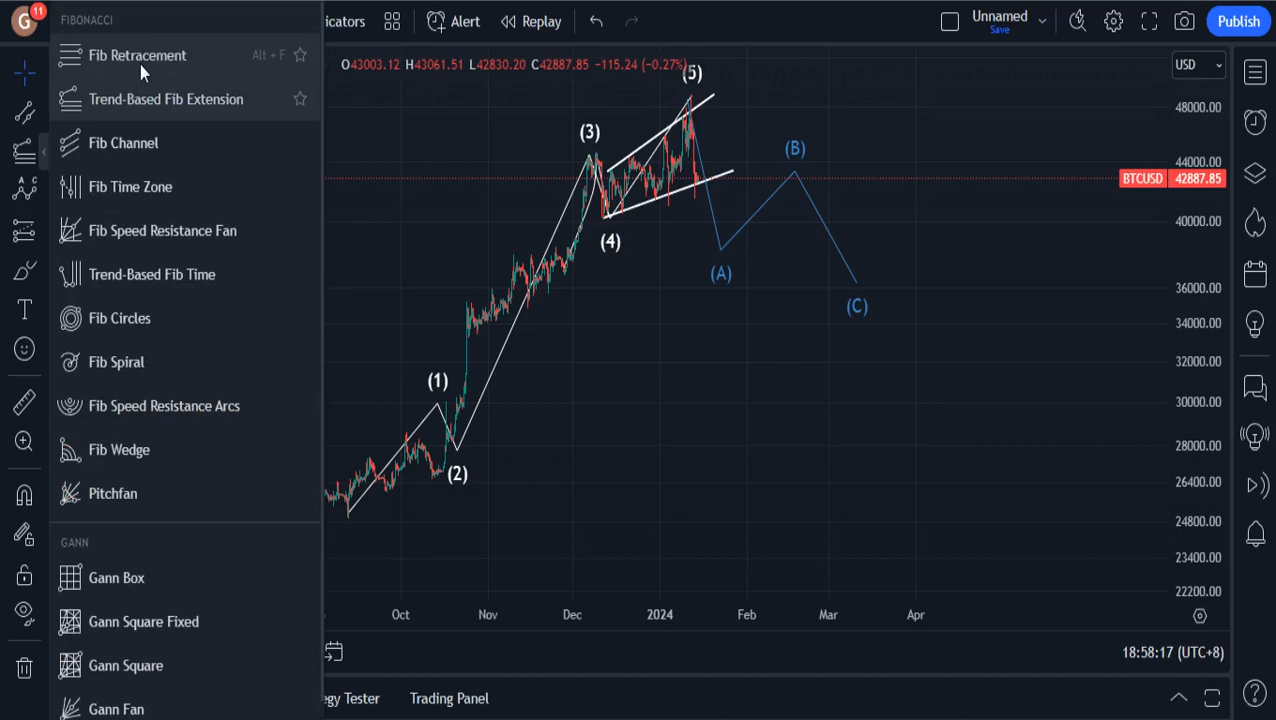 G
11
icators
Alert
Replay
Unnamed
Save
Publish
FIBONACCI
Fib Retracement
Alt + F
Trend-Based Fib Extension
Fib Channel
Fib Time Zone
Fib Speed Resistance Fan
Trend-Based Fib Time
Fib Circles
Fib Spiral
Fib Speed Resistance Arcs
Fib Wedge
Pitchfan
GANN
Gann Box
Gann Square Fixed
Gann Square
Gann Fan
O43003.12 H43061.51 L42830.20 C42887.85 −115.24 (−0.27%)
USD
(5)
(3)
(B)
(4)
(A)
(C)
(1)
(2)
48000.00
44000.00
BTCUSD 42887.85
40000.00
36000.00
34000.00
32000.00
30000.00
28000.00
26400.00
24800.00
23400.00
22200.00
Oct Nov Dec 2024 Feb Mar Apr
18:58:17 (UTC+8)
egy Tester
Trading Panel